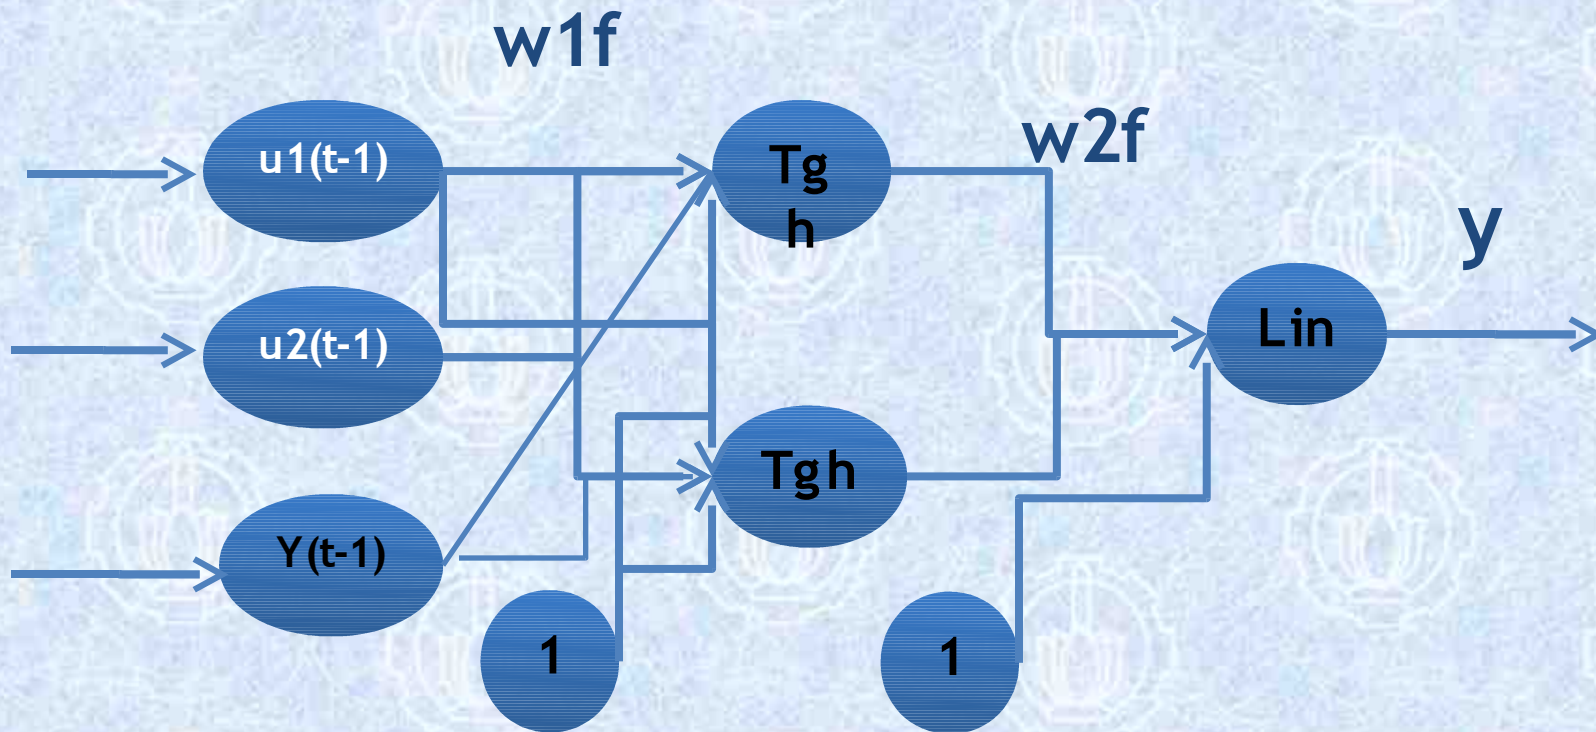 w1f
u1(t-1)
Tg
h
w2f
y
u2(t-1)
Lin
Tgh
Y(t-1)
1
1